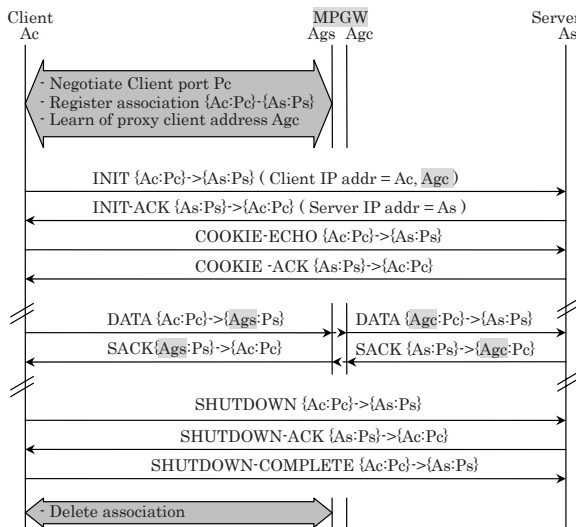 Client MPGW Server
Ac Ags Agc As
- Negotiate Client port Pc
- Register association {Ac:Pc}-{As:Ps}
- Learn of proxy client address Agc
INIT {Ac:Pc}->{As:Ps} ( Client IP addr = Ac, Agc )
INIT-ACK {As:Ps}->{Ac:Pc} ( Server IP addr = As )
COOKIE-ECHO {Ac:Pc}->{As:Ps}
COOKIE -ACK {As:Ps}->{Ac:Pc}
DATA {Ac:Pc}->{Ags:Ps} DATA {Agc:Pc}->{As:Ps}
SACK{Ags:Ps}->{Ac:Pc} SACK {As:Ps}->{Agc:Pc}
SHUTDOWN {Ac:Pc}->{As:Ps}
SHUTDOWN-ACK {As:Ps}->{Ac:Pc}
SHUTDOWN-COMPLETE {Ac:Pc}->{As:Ps}
- Delete association